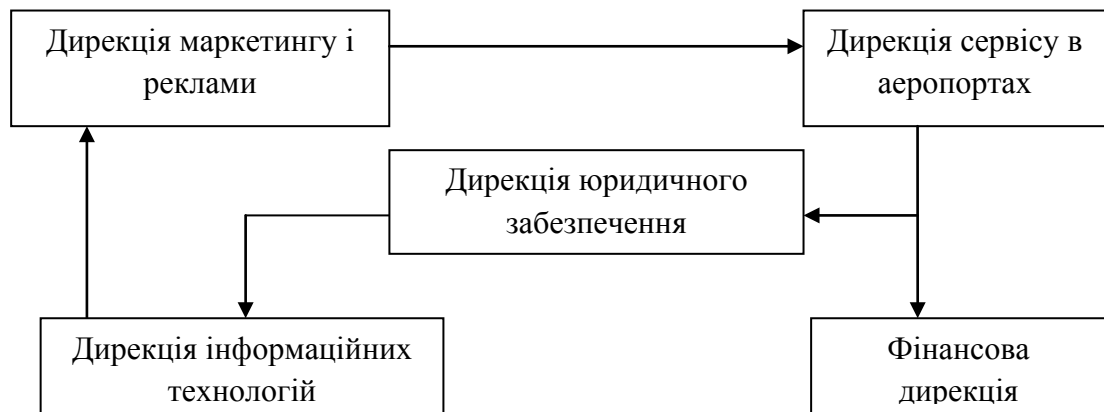 Дирекція маркетингу і
реклами
Дирекція сервісу в
аеропортах
Дирекція юридичного
забезпечення
Дирекція інформаційних
технологій
Фінансова
дирекція